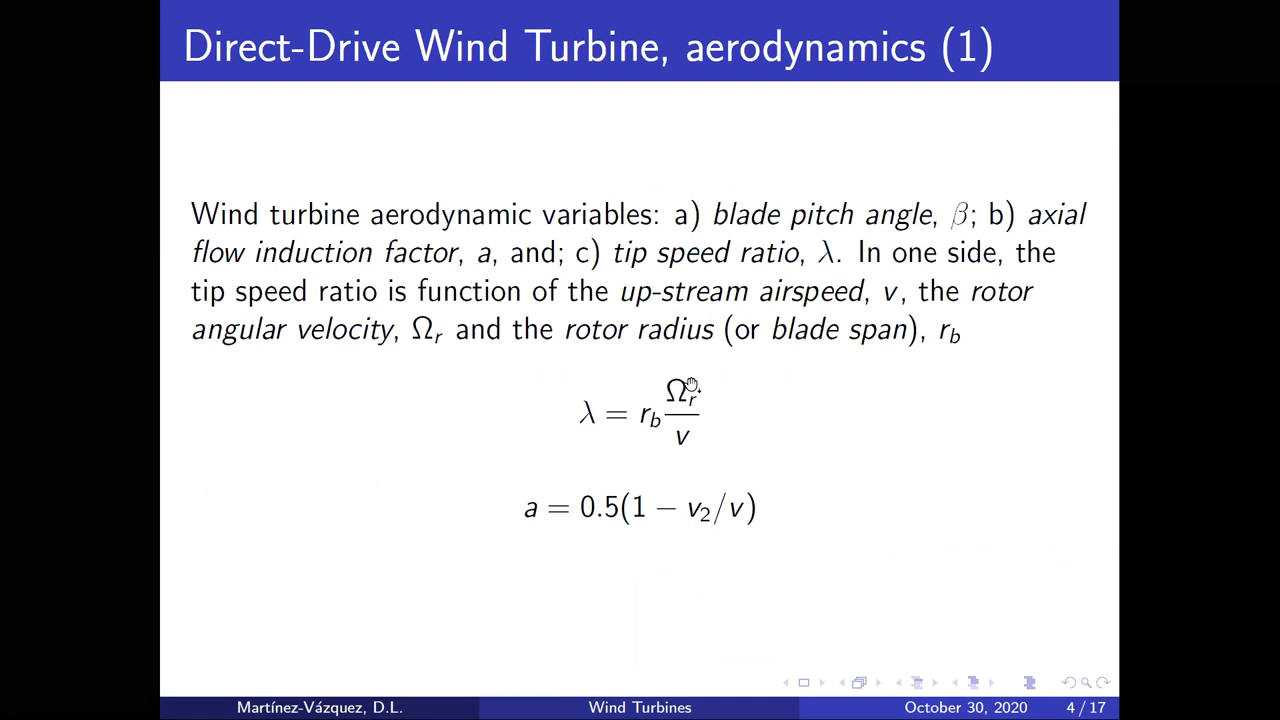 Direct-Drive Wind Turbine, aerodynamics (1)
Wind turbine aerodynamic variables: a) blade pitch angle, β; b) axial
flow induction factor, a, and; c) tip speed ratio, λ. In one side, the
tip speed ratio is function of the up-stream airspeed, v, the rotor
angular velocity, Ωr and the rotor radius (or blade span), rb
λ = rb Ωr/v
a = 0.5(1 − v2/v)
Martínez-Vázquez, D.L. Wind Turbines October 30, 2020 4 / 17